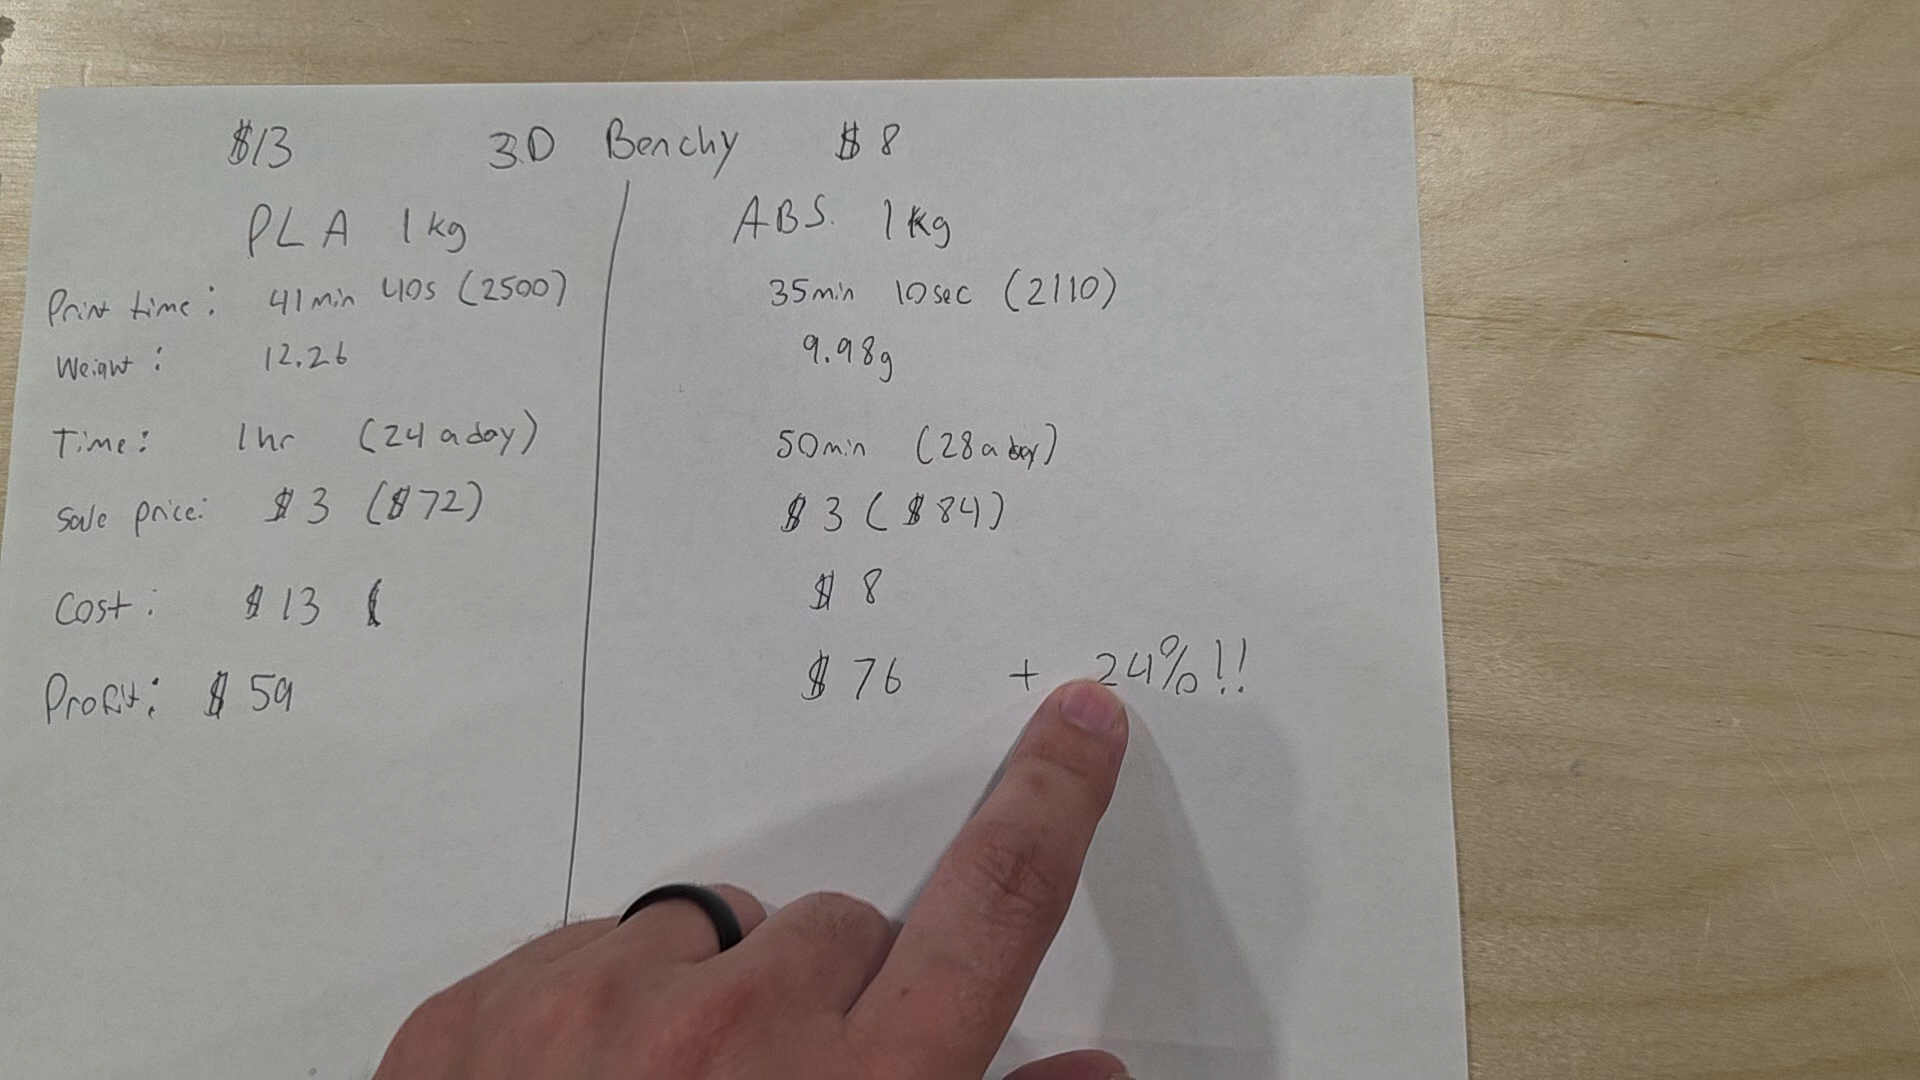 $13 3D Benchy $8
PLA 1kg
Print time: 41min 40s (2500)
Weight: 12.26
Time: 1hr (24 a day)
Sale price: $3 ($72)
Cost: $13
Profit: $59
ABS. 1kg
35min 10sec (2110)
9.98g
50min (28 a day)
$3 ($84)
$8
$76 + 24%!!